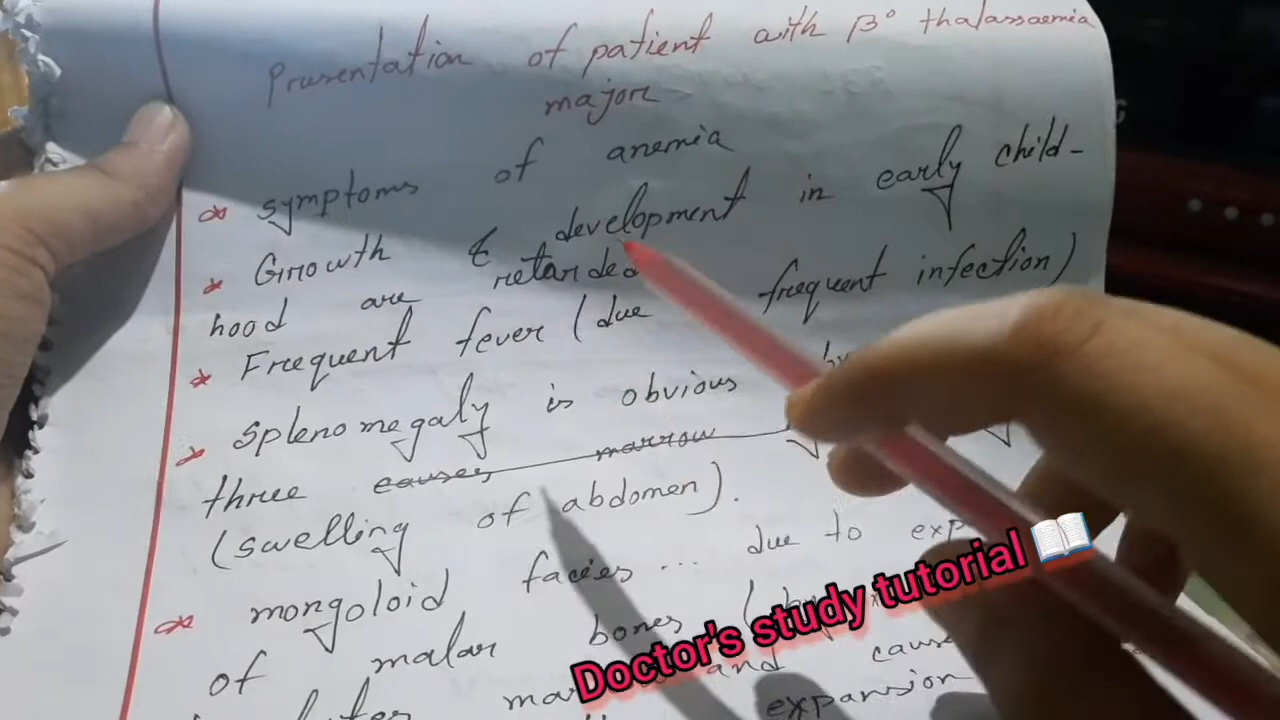 Presentation of patient with β° thalassaemia
major
* symptoms of anemia
* Growth & development in early child-
hood are retarded
* Frequent fever (due frequent infection)
* Splenomegaly is obvious
three causes marrow
(swelling of abdomen).
* mongoloid facies ... due to
of malar bones
and cause
expansion
Doctor's study tutorial 📖